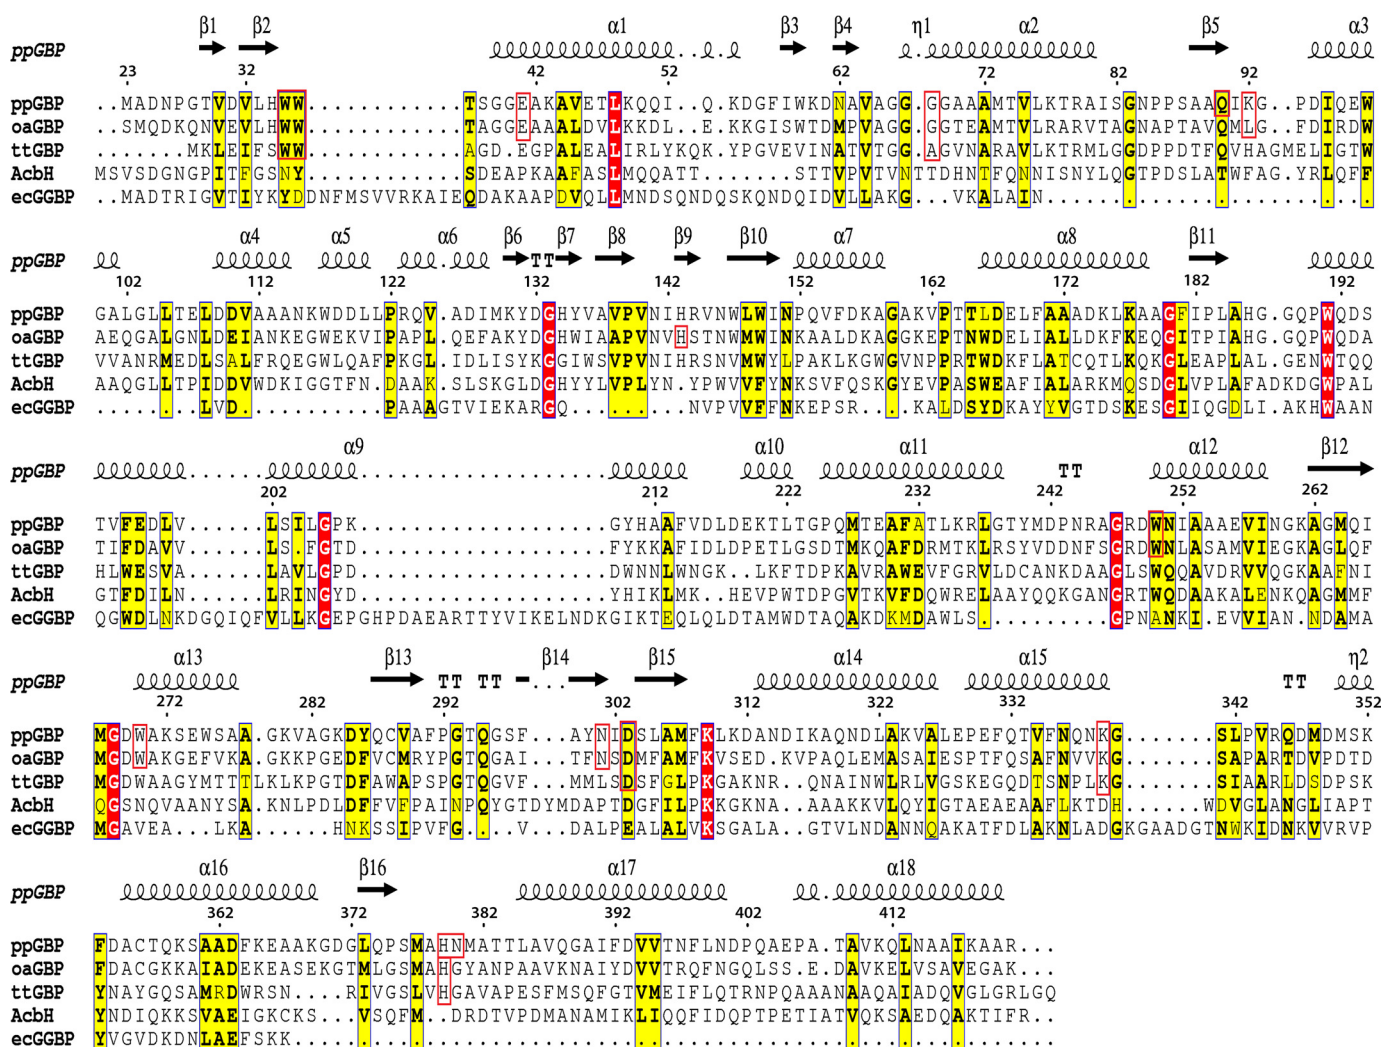 β1 β2 α1 β3 β4 η1 α2 β5 α3
ppGBP TT
23 32 42 52 62 72 82 92
ppGBP ..MADNPGTVDVLHWW............TSGGEAKAVETLKQQI..Q.KDGFIWKDNAVAGG.GGAAAMTVLKTRAISGNPPSAAQIKG..PDIQEW
oaGBP ..SMQDKQNVEVLHWW............TAGGEAAALDVLKKDL..E.KKGISWTDMPVAGG.GGTEAMTVLRARVTAGNAPTAVQMLG..FDIRDW
ttGBP .......MKLEIFSWW............AGD.EGPALEALIRLYKQK.YPGVEVINATVTGG.AGVNARAVLKTRMLGGDPPDTFQVHAGMELIGTW
AcbH MSVSDGNGPITFGSNY............SDEAPKAAFASLMQQATT......STTVPVTVNTTDHNTFQNNISNYLQGTPDSLATWFAG.YRLQFF
ecGGBP ..MADTRIGVTIYKYDDNFMSVVRKAIEQDAKAAPDVQLLMNDSQNDQSKQNDQIDVLLAKG...VKALAIN........................
α4 α5 α6 β6 β7 β8 β9 β10 α7 α8 β11
ppGBP TT
102 112 122 132 142 152 162 172 182 192
ppGBP GALGLLTELDDVAAANKWDDLLPRQV.ADIMKYDGHYVAVPVNIHRVNWLWINPQVFDKAGAKVPTTLDELFAAADKLKAAGFIPLAHG.GQPWQDS
oaGBP AEQGALGNLDEIANKEGWEKVIPAPL.QEFAKYDGHWIAAPVNVHSTNWMWINKAALDKAGGKEPTNWDELIALLDKFKEQGITPIAHG.GQPWQDA
ttGBP VVANRMEDLSALFRQEGWLQAFPKGL.IDLISYKGGIWSVPVNIHRSNVMWYLPAKLKGWGVNPPRTWDKFLATCQTLKQKGLEAPLAL.GENWTQQ
AcbH AAQGLLTPIDDVWDKIGGTFN.DAAK.SLSKGLDGHYYLVPLYN.YPWVVFYNKSVFQSKGYEVPASWEAFIALARKMQSDGLVPLAFADKDGWPAL
ecGGBP ........LVD..........PAAAGTVIEKARGQ...,...NVPVVFFNKEPSR...KALDSYDKAYYVGTDSKESGIIQGDLI.AKHWAAN
α9 α10 α11 α12 β12
ppGBP TT
202 212 222 232 242 252 262
ppGBP TVFEDLV......LSILGPK...................GYHAAFVDLDEKTLTGPQMTEAFATLKRLGTYMDPNRAGRDWNIAAAEVINGKAGMQI
oaGBP TIFDAVV......LS.FGTD...................FYKKAFIDLDPETLGSDTMKQAFDRMTKLRSYVDDNFSGRDWNLASAMVIEGKAGLQF
ttGBP HLWESVA......LAVLGPD...................DWNNLWNGK..LKFTDPKAVRAWEVFGRVLDCANKDAAGLSWQQAVDRVVQGKAAFNI
AcbH GTFDILN......LRINGYD...................YHIKLMK..HEVPWTDPGVTKVFDQWRELAAYYQQKGANGRTWQDAAKALENKQAGMMF
ecGGBP QGWDLNKDGQIQFVLLKGEPGHPDAEARTTYVIKELNDKGIKTEQLQLDTAMWDTAQAKDKMDAWLS..........GPNANKI.EVVIAN.NDAMA
α13 β13 β14 β15 α14 α15 η2
ppGBP TT TT TT
272 282 292 302 312 322 332 342 352
ppGBP MGDWAKSEWSAA.GKVAGKDYQCVAFPGTQGSF...AYNIDSLAMFKLKDANDIKAQNDLAKVALEPEFQTVFNQNKG.......SLPVRQDMDMSK
oaGBP MGDWAKGEFVKA.GKKPGEDFVCMRYPGTQGAI...TFNSDMFAMFKVSED.KVPAQLEMASAIESPTFQSAFNVVKG.......SAPARTDVPDTD
ttGBP MGDWAAGYMTTTLKLKPGTDFAWAPSPGTQGVF...MMLSDSFGLPKGAKNR..QNAINWLRLVGSKEGQDTSNPLKG.......SIAARLDSDPSK
AcbH QGSNQVAANYSA.KNLPDLDFFVFPAINPQYGTDYMDAPTDGFILPKKGKNA..AAAKKVLQYIGTAEAEAAFLKTDH......WDVGLANGLIAPT
ecGGBP MGAVEA...LKA......HNKSSIPVFG..,V...DALPEALALVKSGALA..GTVLNDANNQAKATFDLAKNLADGKGAADGTNWKIDNKVVRVP
α16 β16 α17 α18
ppGBP
362 372 382 392 402 412
ppGBP FDACTQKSAADFKEAAKGDGLQPSMAHNMATTLAVQGAIFDVVTNFLNDPQAEPA.TAVKQLNAAIKAAR...
oaGBP FDACGKKAIADEKEASEKGTMLGSMAHGYANPAAVKNAIYDVVTRQFNGQLSS.E.DAVKELVSAVEGAK...
ttGBP YNAYGQSAMRDWRSN....RIVGSLVHGAVAPESFMSQFGTVMEIFLQTRNPQAAANAAQAIADQVGLGRLGQ
AcbH YNDIQKKSVAEIGKCKS...VSQFM..DRDTVPDMANAMIKLIQQFIDQPTPETIATVQKSAEDQAKTIFR..
ecGGBP YVGVDKDNLAEFSKK..........................................................